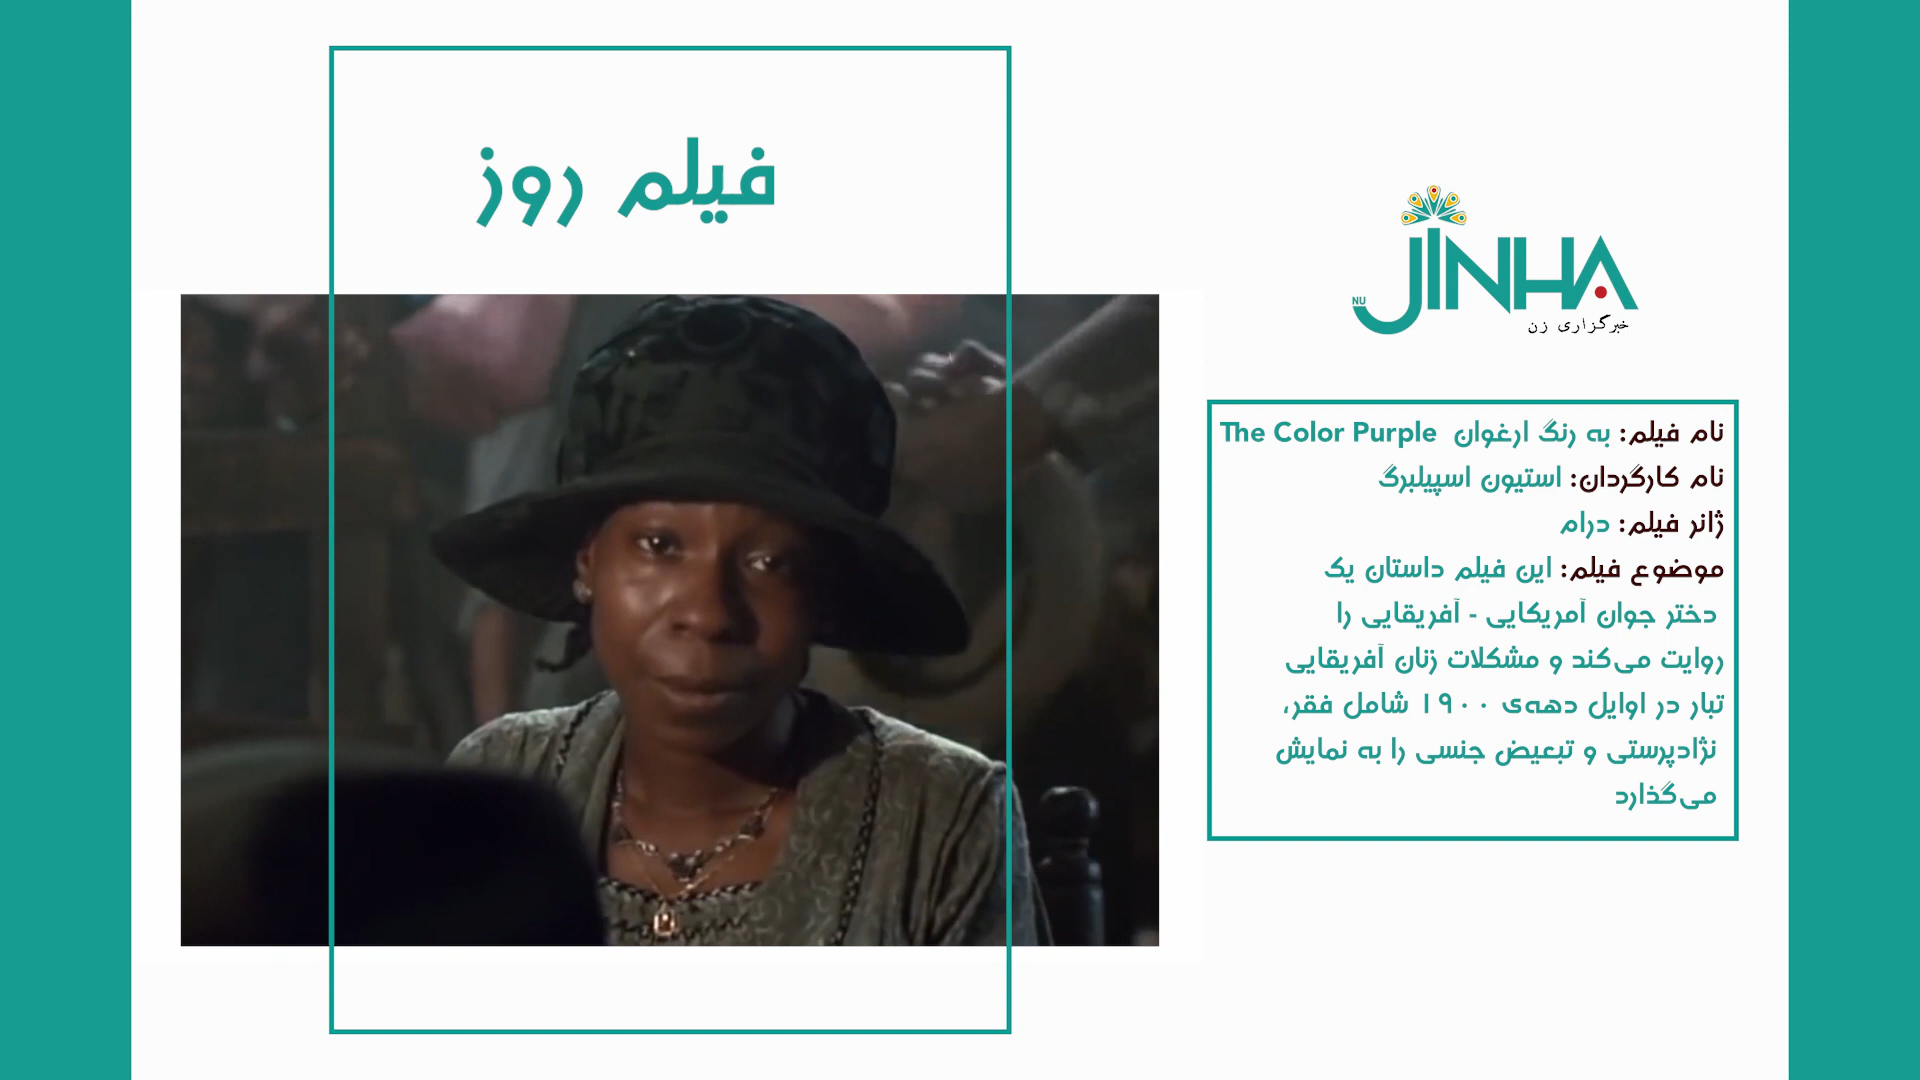 فیلم روز
NU JINHA
خبرگزاری زن
نام فیلم: به رنگ ارغوان The Color Purple
نام کارگردان: استیون اسپیلبرگ
ژانر فیلم: درام
موضوع فیلم: این فیلم داستان یک
دختر جوان آمریکایی - آفریقایی را
روایت می‌کند و مشکلات زنان آفریقایی
تبار در اوایل دهه‌ی ۱۹۰۰ شامل فقر،
نژادپرستی و تبعیض جنسی را به نمایش
می‌گذارد